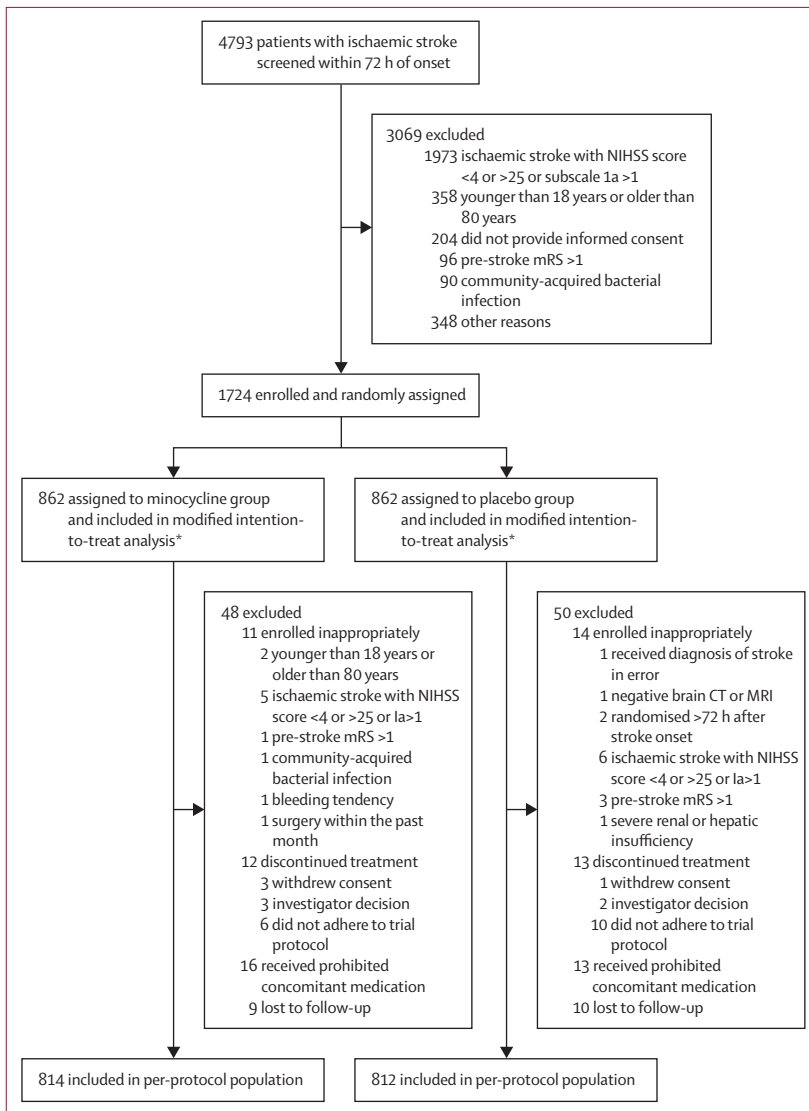 4793 patients with ischaemic stroke
screened within 72 h of onset
3069 excluded
1973 ischaemic stroke with NIHSS score
<4 or >25 or subscale 1a >1
358 younger than 18 years or older than
80 years
204 did not provide informed consent
96 pre-stroke mRS >1
90 community-acquired bacterial
infection
348 other reasons
1724 enrolled and randomly assigned
862 assigned to minocycline group
and included in modified intention-
to-treat analysis*
862 assigned to placebo group
and included in modified intention-
to-treat analysis*
48 excluded
11 enrolled inappropriately
2 younger than 18 years or
older than 80 years
5 ischaemic stroke with NIHSS
score <4 or >25 or Ia>1
1 pre-stroke mRS >1
1 community-acquired
bacterial infection
1 bleeding tendency
1 surgery within the past
month
12 discontinued treatment
3 withdrew consent
3 investigator decision
6 did not adhere to trial
protocol
16 received prohibited
concomitant medication
9 lost to follow-up
50 excluded
14 enrolled inappropriately
1 received diagnosis of stroke
in error
1 negative brain CT or MRI
2 randomised >72 h after
stroke onset
6 ischaemic stroke with NIHSS
score <4 or >25 or Ia>1
3 pre-stroke mRS >1
1 severe renal or hepatic
insufficiency
13 discontinued treatment
1 withdrew consent
2 investigator decision
10 did not adhere to trial
protocol
13 received prohibited
concomitant medication
10 lost to follow-up
814 included in per-protocol population
812 included in per-protocol population